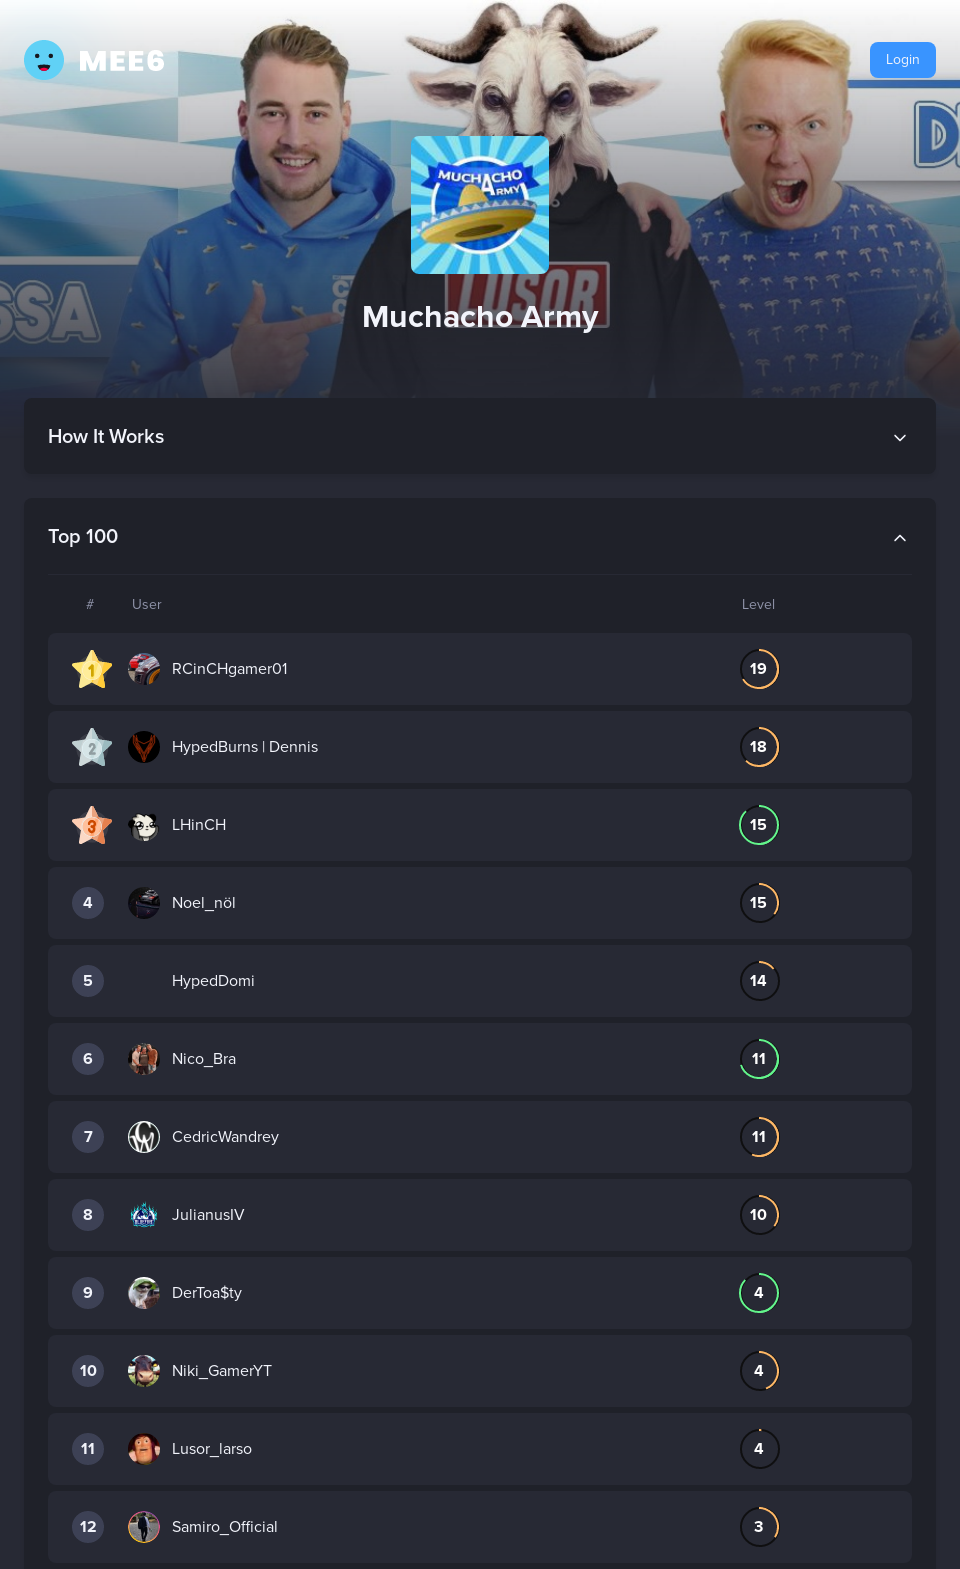 MEE6
Login
MUCHACHO
ARMY
SSA
LUSOR
Muchacho Army
How It Works
Top 100
# User Level
1 RCinCHgamer01 19
2 HypedBurns | Dennis 18
3 LHinCH 15
4 Noel_nöl 15
5 HypedDomi 14
6 Nico_Bra 11
7 CedricWandrey 11
8 JulianusIV 10
9 DerToa$ty 4
10 Niki_GamerYT 4
11 Lusor_larso 4
12 Samiro_Official 3